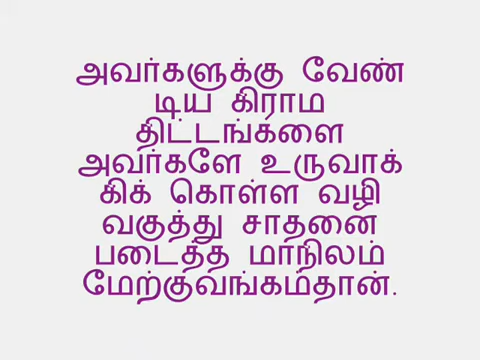 அவர்களுக்கு வேண்
டிய கிராம
திட்டங்களை
அவர்களே உருவாக்
கிக் கொள்ள வழி
வகுத்து சாதனை
படைத்த மாநிலம்
மேற்குவங்கம்தான்.